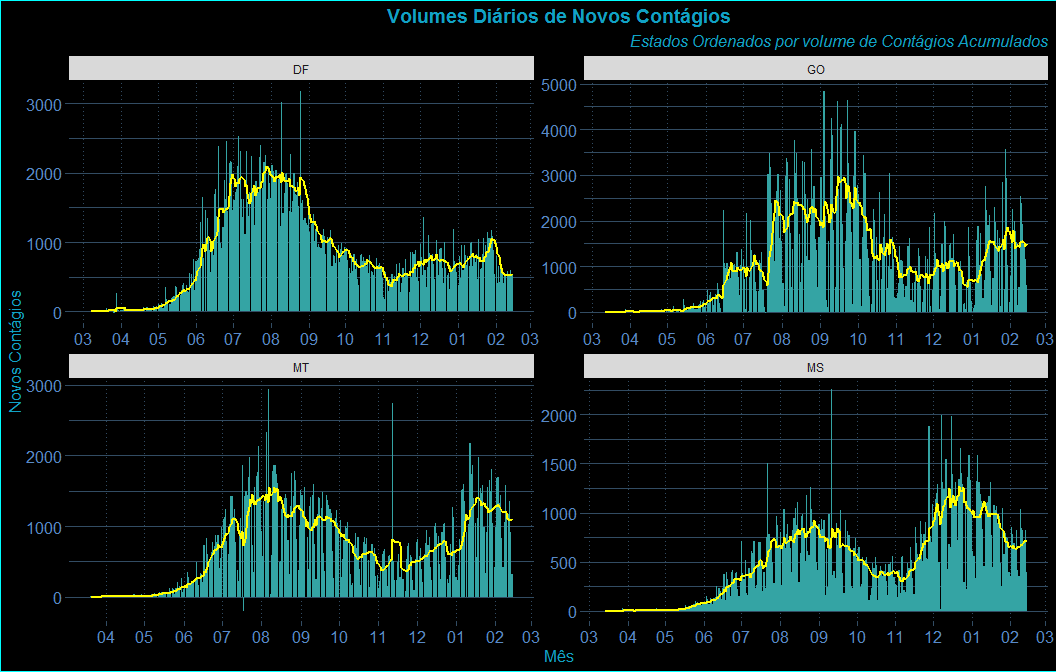 Volumes Diários de Novos Contágios
Estados Ordenados por volume de Contágios Acumulados
DF
GO
3000
2000
1000
0
03 04 05 06 07 08 09 10 11 12 01 02 03
5000
4000
3000
2000
1000
0
03 04 05 06 07 08 09 10 11 12 01 02 03
Novos Contágios
MT
MS
3000
2000
1000
0
04 05 06 07 08 09 10 11 12 01 02 03
2000
1500
1000
500
0
03 04 05 06 07 08 09 10 11 12 01 02 03
Mês